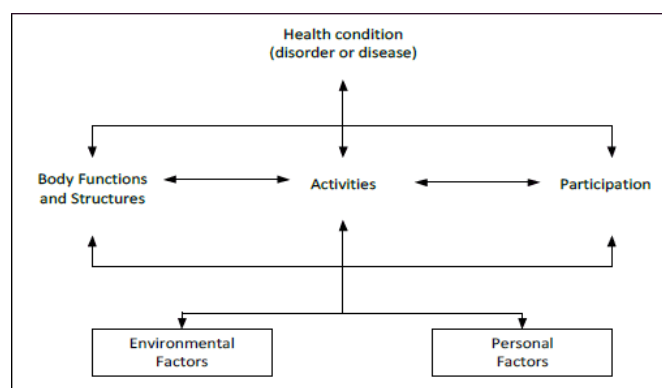 Health condition
(disorder or disease)
Body Functions
and Structures
Activities
Participation
Environmental
Factors
Personal
Factors